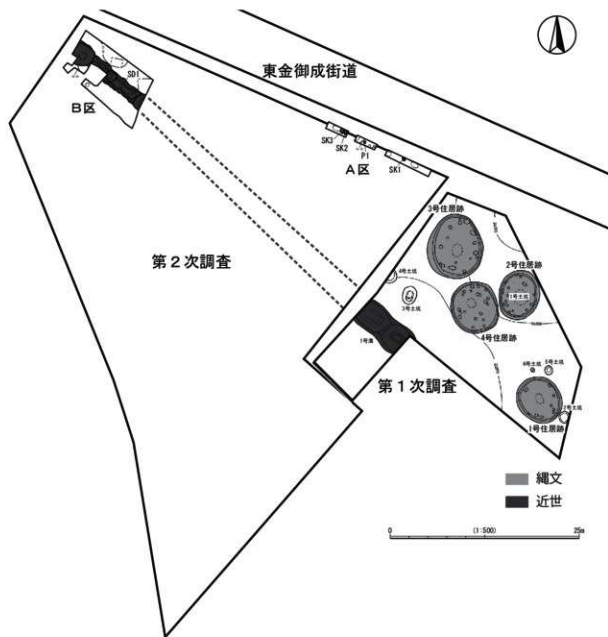 東金御成街道
SD1
B区
SK3
SK2
P1
A区
SK1
3号住居跡
2号住居跡
第2次調査
4号土坑
1号土坑
3号土坑
4号住居跡
1号溝
6号土坑
5号土坑
第1次調査
2号土坑
1号住居跡
縄文
近世
0
(1:500)
25m